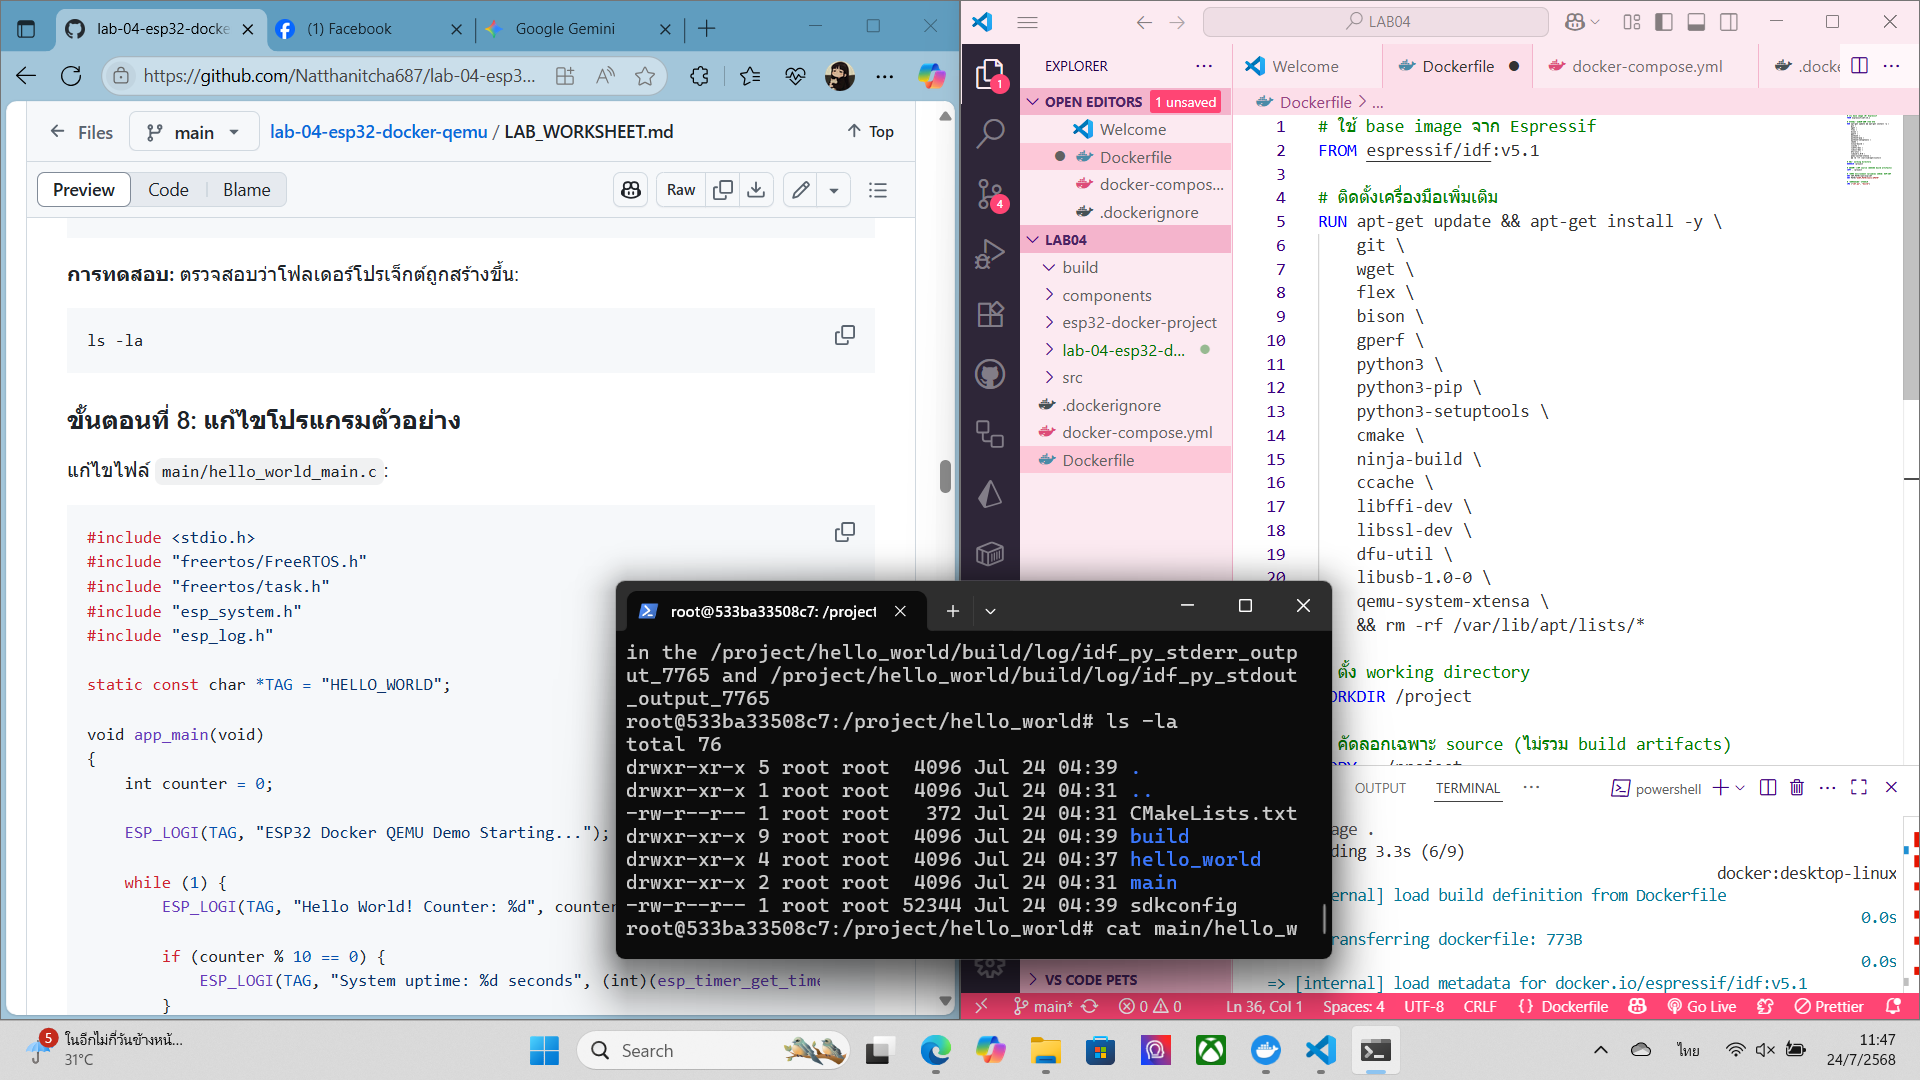 lab-04-esp32-docke
(1) Facebook
Google Gemini
https://github.com/Natthanitcha687/lab-04-esp3...
Files
main
lab-04-esp32-docker-qemu / LAB_WORKSHEET.md
Top
Preview
Code
Blame
Raw
การทดสอบ: ตรวจสอบว่าโฟลเดอร์โปรเจ็กต์ถูกสร้างขึ้น:
ls -la
ขั้นตอนที่ 8: แก้ไขโปรแกรมตัวอย่าง
แก้ไขไฟล์ main/hello_world_main.c:
#include <stdio.h>
#include "freertos/FreeRTOS.h"
#include "freertos/task.h"
#include "esp_system.h"
#include "esp_log.h"
static const char *TAG = "HELLO_WORLD";
void app_main(void)
{
int counter = 0;
ESP_LOGI(TAG, "ESP32 Docker QEMU Demo Starting...");
while (1) {
ESP_LOGI(TAG, "Hello World! Counter: %d", counter
if (counter % 10 == 0) {
ESP_LOGI(TAG, "System uptime: %d seconds", (int)(esp_timer_get_time
}
LAB04
EXPLORER
OPEN EDITORS
1 unsaved
Welcome
Dockerfile
docker-compos...
.dockerignore
LAB04
build
components
esp32-docker-project
lab-04-esp32-d...
src
.dockerignore
docker-compose.yml
Dockerfile
VS CODE PETS
1
4
Welcome
Dockerfile
docker-compose.yml
.docke
Dockerfile > ...
1 # ใช้ base image จาก Espressif
2 FROM espressif/idf:v5.1
3
4 # ติดตั้งเครื่องมือเพิ่มเติม
5 RUN apt-get update && apt-get install -y \
6 git \
7 wget \
8 flex \
9 bison \
10 gperf \
11 python3 \
12 python3-pip \
13 python3-setuptools \
14 cmake \
15 ninja-build \
16 ccache \
17 libffi-dev \
18 libssl-dev \
19 dfu-util \
20 libusb-1.0-0 \
qemu-system-xtensa \
&& rm -rf /var/lib/apt/lists/*
ตั้ง working directory
ORKDIR /project
คัดลอกเฉพาะ source (ไม่รวม build artifacts)
OUTPUT
TERMINAL
powershell
age .
ding 3.3s (6/9)
docker:desktop-linux
ernal] load build definition from Dockerfile
0.0s
ransferring dockerfile: 773B
0.0s
=> [internal] load metadata for docker.io/espressif/idf:v5.1
root@533ba33508c7: /project
in the /project/hello_world/build/log/idf_py_stderr_outp
ut_7765 and /project/hello_world/build/log/idf_py_stdout
_output_7765
root@533ba33508c7:/project/hello_world# ls -la
total 76
drwxr-xr-x 5 root root 4096 Jul 24 04:39 .
drwxr-xr-x 1 root root 4096 Jul 24 04:31 ..
-rw-r--r-- 1 root root 372 Jul 24 04:31 CMakeLists.txt
drwxr-xr-x 9 root root 4096 Jul 24 04:39 build
drwxr-xr-x 4 root root 4096 Jul 24 04:37 hello_world
drwxr-xr-x 2 root root 4096 Jul 24 04:31 main
-rw-r--r-- 1 root root 52344 Jul 24 04:39 sdkconfig
root@533ba33508c7:/project/hello_world# cat main/hello_w
main*
0
0
Ln 36, Col 1
Spaces: 4
UTF-8
CRLF
Dockerfile
Go Live
Prettier
5
ในอีกไม่กี่วันข้างหน้...
31°C
Search
ไทย
11:47
24/7/2568